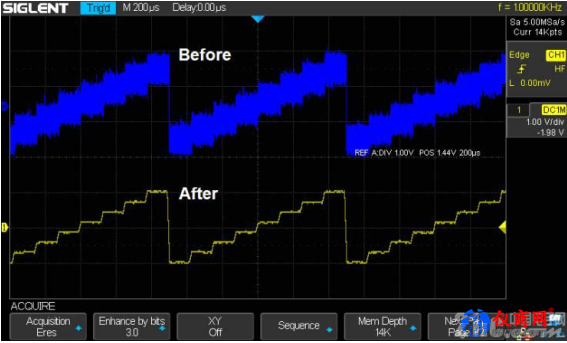 SIGLENT Trig'd M 200µs Delay:0.00µs f = 100000KHz
Sa 5.00MSa/s
Curr 14Kpts
Edge CH1
HF
L 0.00mV
1 DC1M
1.00 V/div
-1.98 V
Before
REF A:DIV 1.00V POS 1.44V 200µs
After
1
ACQUIRE
Acquisition
Eres
Enhance by bits
3.0
XY
Off
Sequence
Mem Depth
14K